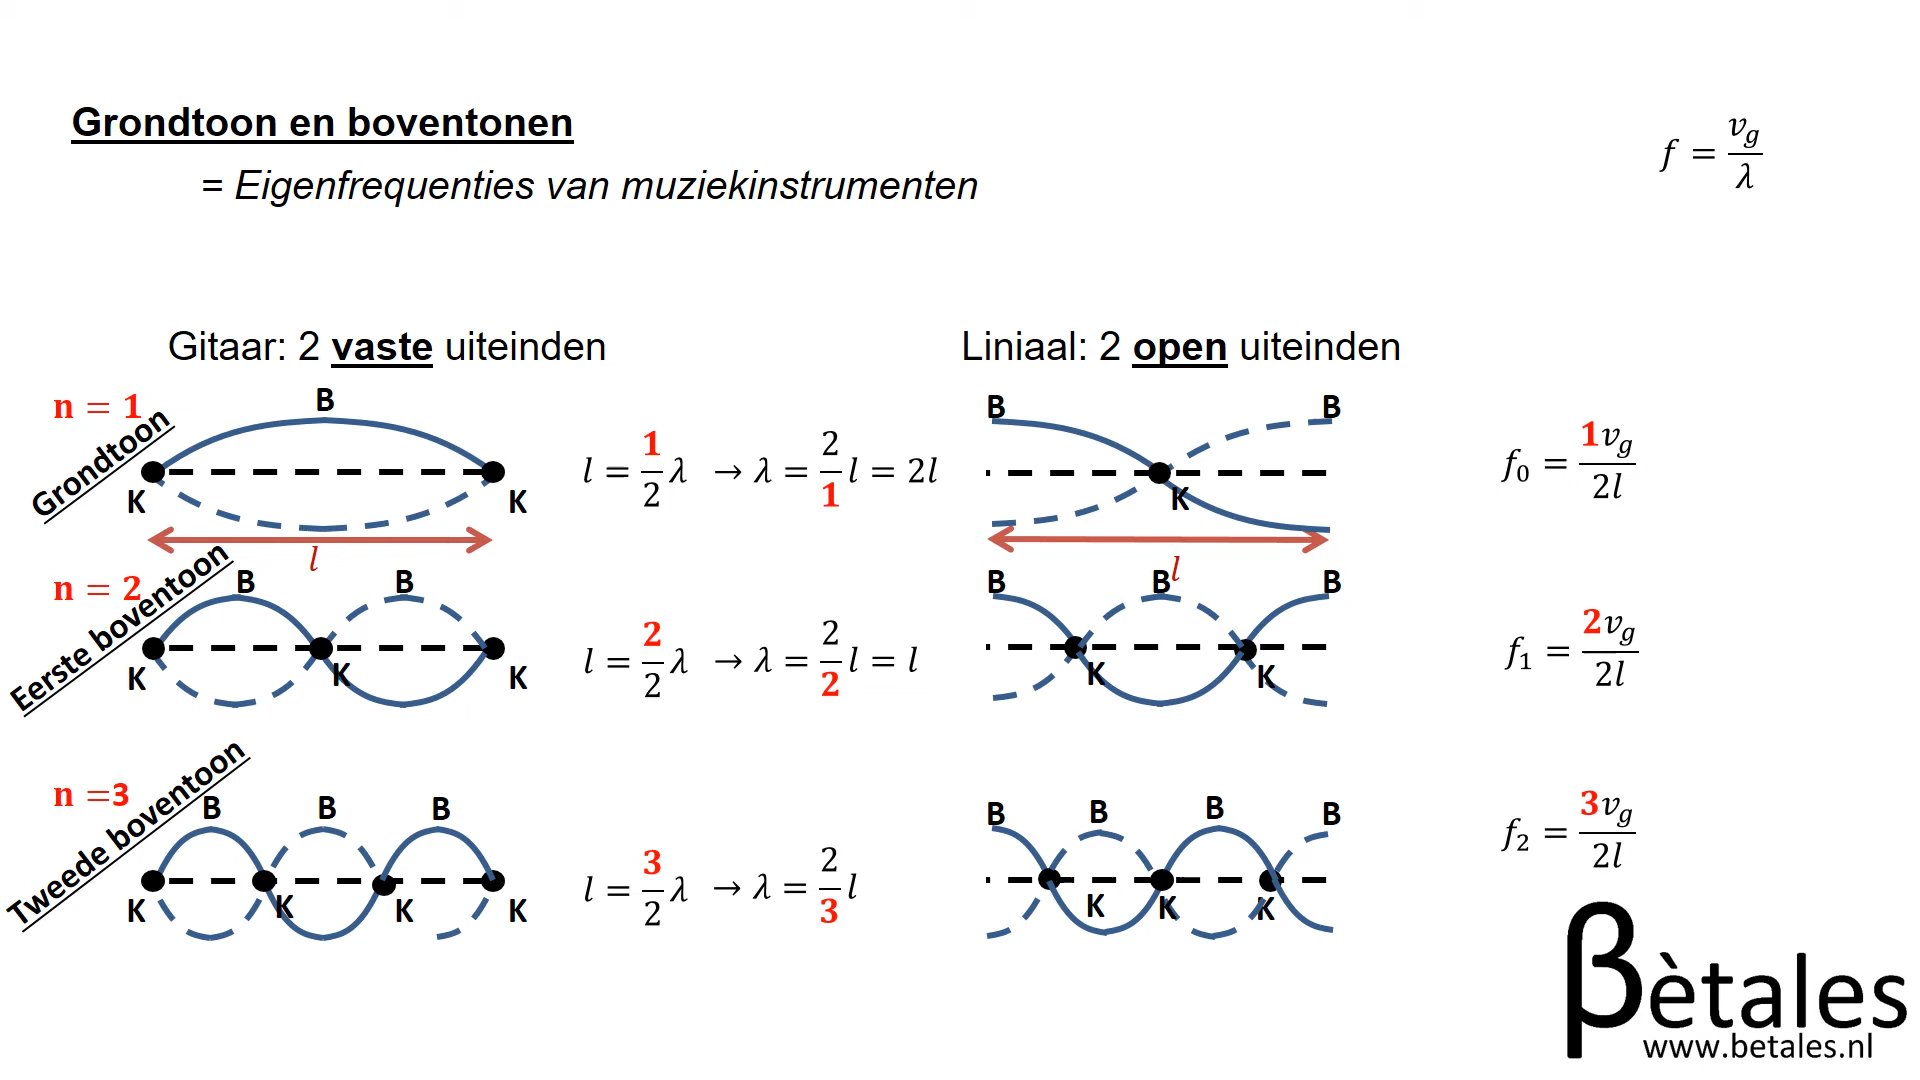 Grondtoon en boventonen
= Eigenfrequenties van muziekinstrumenten
f = v_g/λ
Gitaar: 2 vaste uiteinden
Liniaal: 2 open uiteinden
n = 1
Grondtoon
B
K
K
l
l = 1/2 λ → λ = 2/1 l = 2l
B
B
K
l
f₀ = 1v_g/2l
n = 2
Eerste boventoon
B
B
K
K
K
l = 2/2 λ → λ = 2/2 l = l
B
B
B
K
K
f₁ = 2v_g/2l
n =3
Tweede boventoon
B
B
B
K
K
K
K
l = 3/2 λ → λ = 2/3 l
B
B
B
B
K
K
K
f₂ = 3v_g/2l
βètales
www.betales.nl